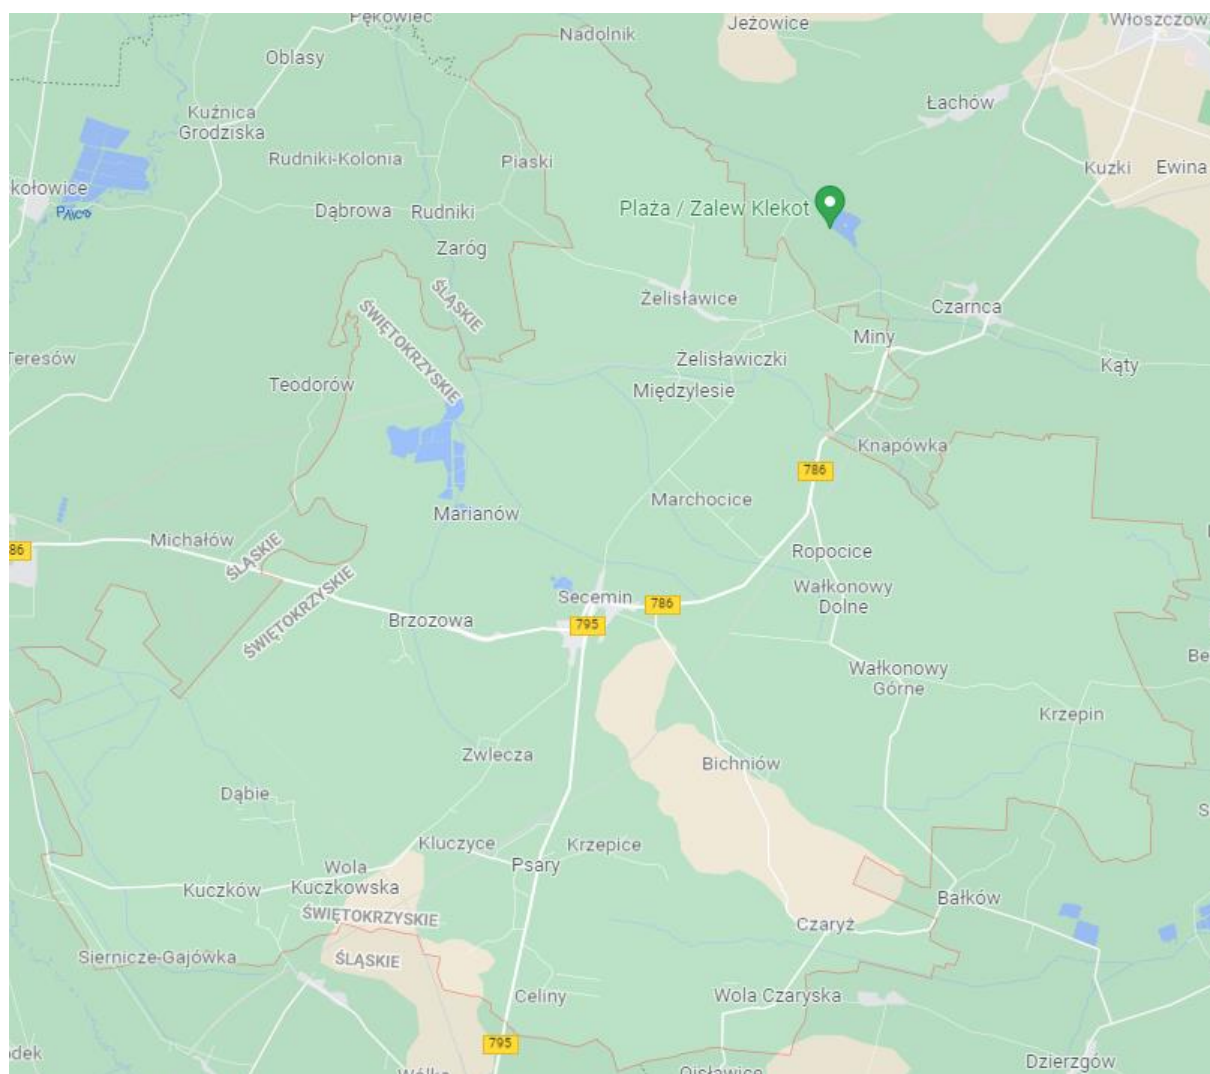 Pękowiec
Nadolnik
Jeżowice
Włoszczow
Oblasy
Łachów
Kuźnica
Grodziska
Rudniki-Kolonia
Piaski
Kuzki
Ewina
kołowice
Dąbrowa
Rudniki
Plaża / Zalew Klekot
Zaróg
ŚLĄSKIE
ŚWIĘTOKRZYSKIE
Żelisławice
Czarnca
Miny
Teresów
Żelisławiczki
Kąty
Teodorów
Międzylesie
Knapówka
786
Marchocice
Marianów
Michałów
86
ŚLĄSKIE
ŚWIĘTOKRZYSKIE
Ropocice
Wałkonowy
Dolne
Secemin
786
795
Brzozowa
Be
Wałkonowy
Górne
Krzepin
Zwlecza
Bichniów
Dąbie
S
Kluczyce
Krzepice
Psary
Wola
Kuczkowska
Kuczków
Bałków
ŚWIĘTOKRZYSKIE
Czaryż
Siernicze-Gajówka
ŚLĄSKIE
Celiny
Wola Czaryska
795
odek
Dzierzgów